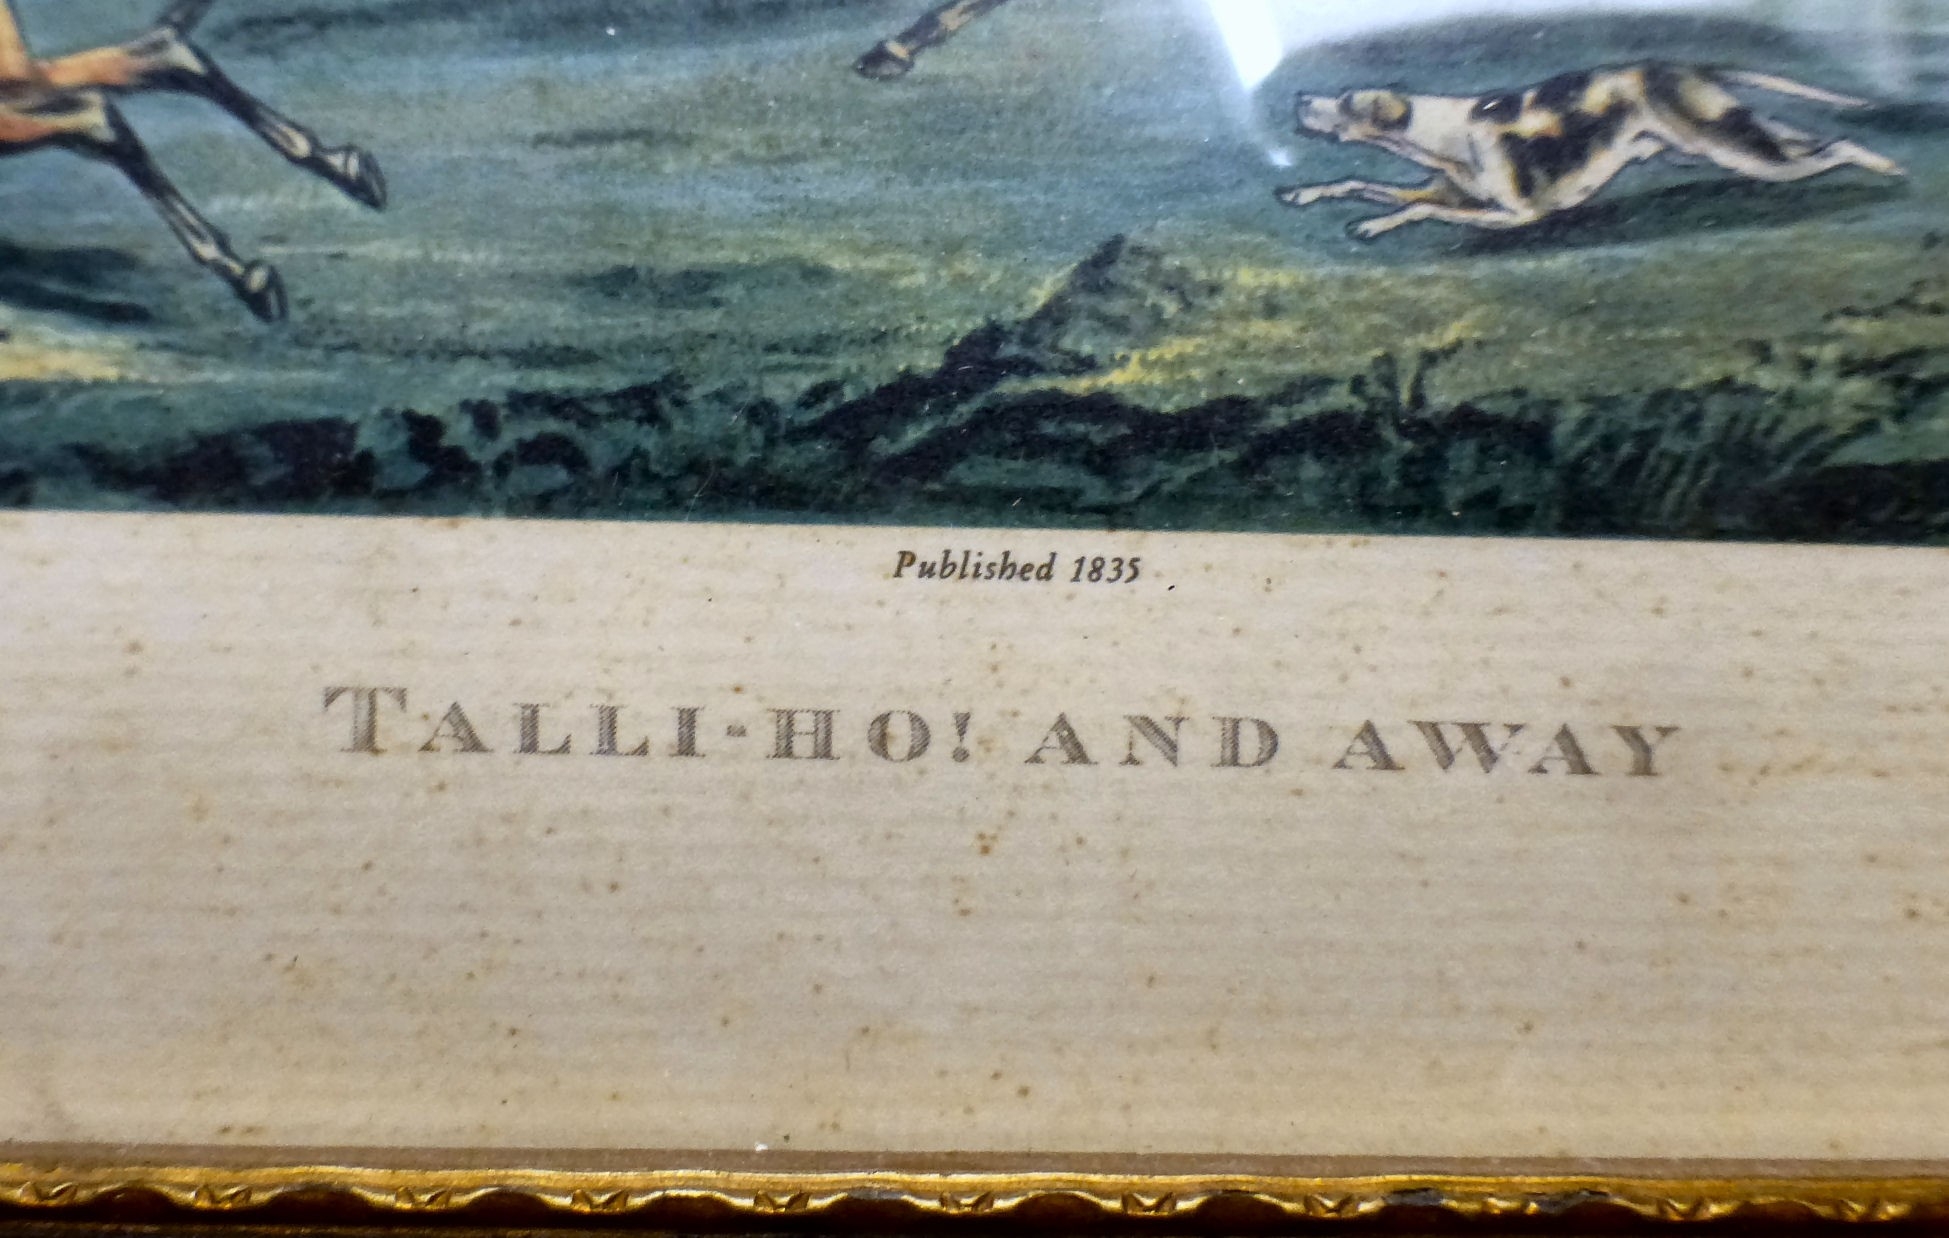 Published 1835
TALLI-HO! AND AWAY